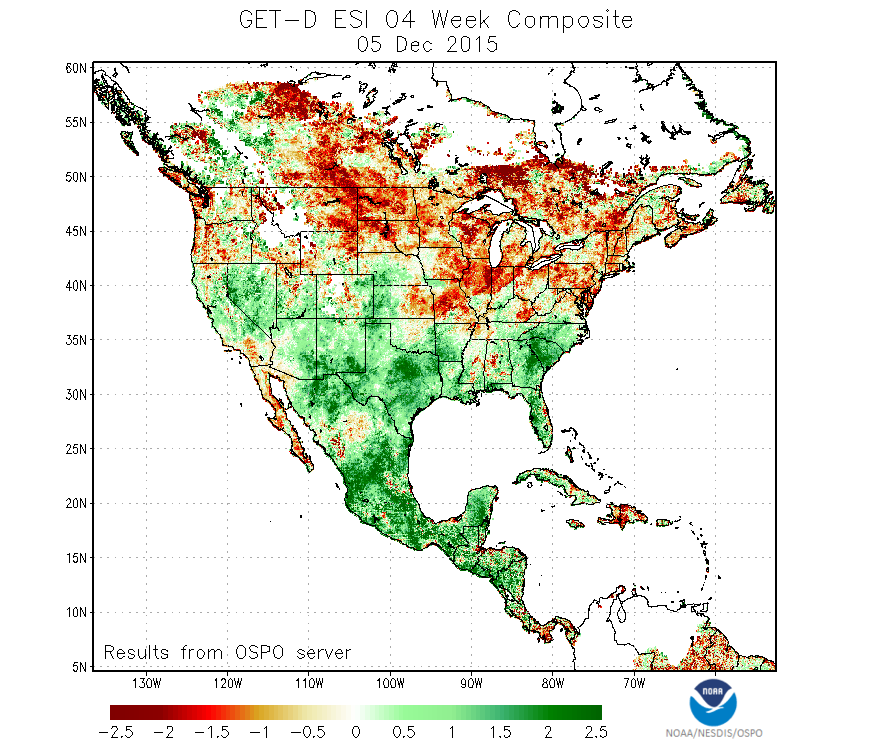 GET-D ESI 04 Week Composite
05 Dec 2015
60N
55N
50N
45N
40N
35N
30N
25N
20N
15N
10N
5N
Results from OSPO server
130W 120W 110W 100W 90W 80W 70W
-2.5 -2 -1.5 -1 -0.5 0 0.5 1 1.5 2 2.5
NOAA
NOAA/NESDIS/OSPO